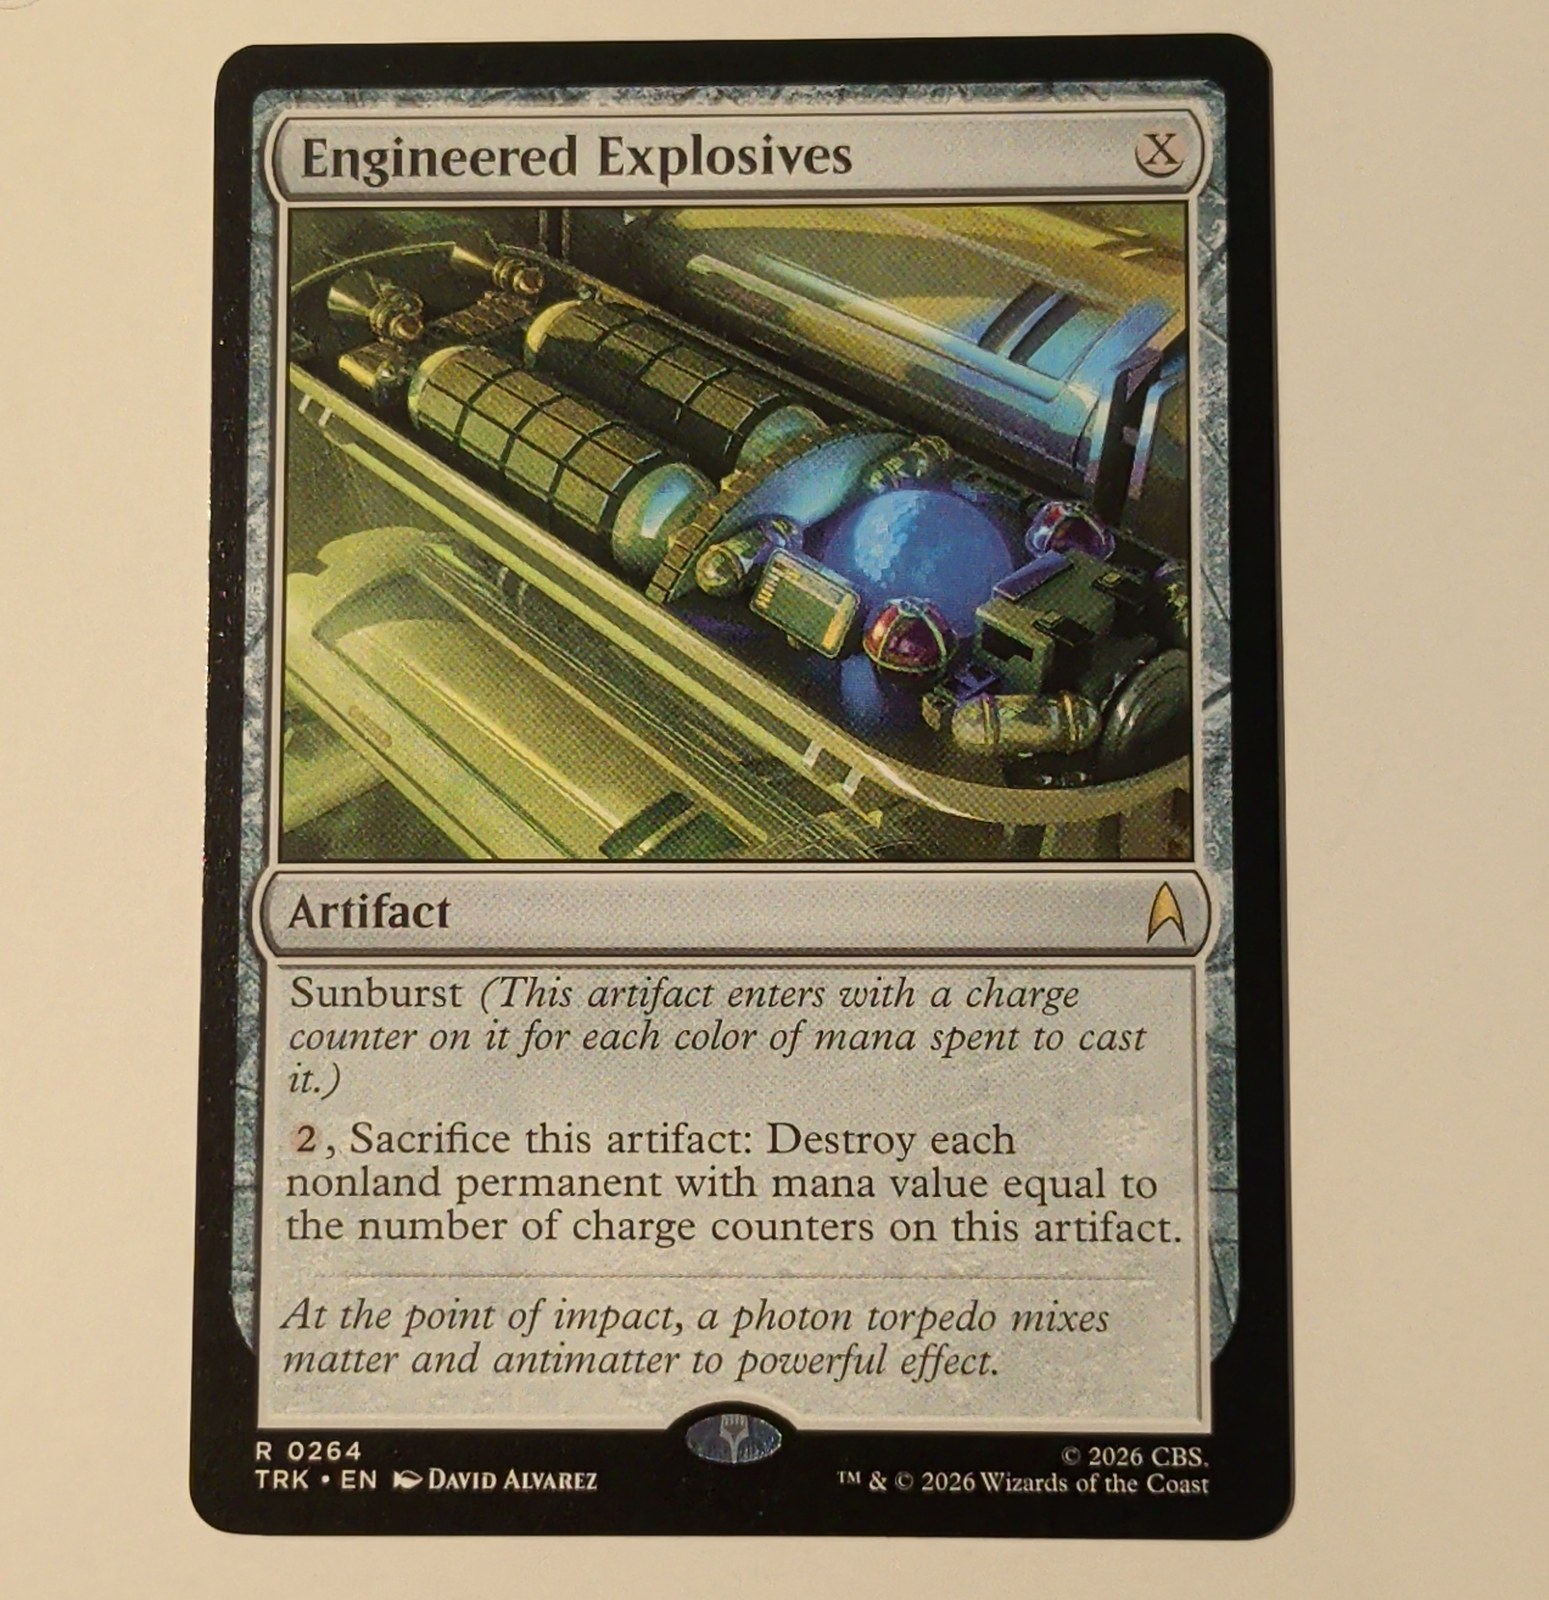 Engineered Explosives X
Artifact
Sunburst (This artifact enters with a charge
counter on it for each color of mana spent to cast
it.)
2, Sacrifice this artifact: Destroy each
nonland permanent with mana value equal to
the number of charge counters on this artifact.
At the point of impact, a photon torpedo mixes
matter and antimatter to powerful effect.
R 0264
TRK • EN DAVID ALVAREZ
© 2026 CBS.
™ & © 2026 Wizards of the Coast